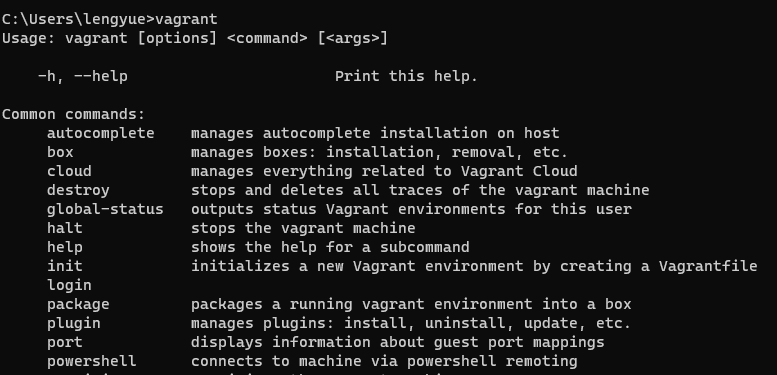 C:\Users\lengyue>vagrant
Usage: vagrant [options] <command> [<args>]
-h, --help                       Print this help.
Common commands:
autocomplete    manages autocomplete installation on host
box             manages boxes: installation, removal, etc.
cloud           manages everything related to Vagrant Cloud
destroy         stops and deletes all traces of the vagrant machine
global-status   outputs status Vagrant environments for this user
halt            stops the vagrant machine
help            shows the help for a subcommand
init            initializes a new Vagrant environment by creating a Vagrantfile
login
package         packages a running vagrant environment into a box
plugin          manages plugins: install, uninstall, update, etc.
port            displays information about guest port mappings
powershell      connects to machine via powershell remoting